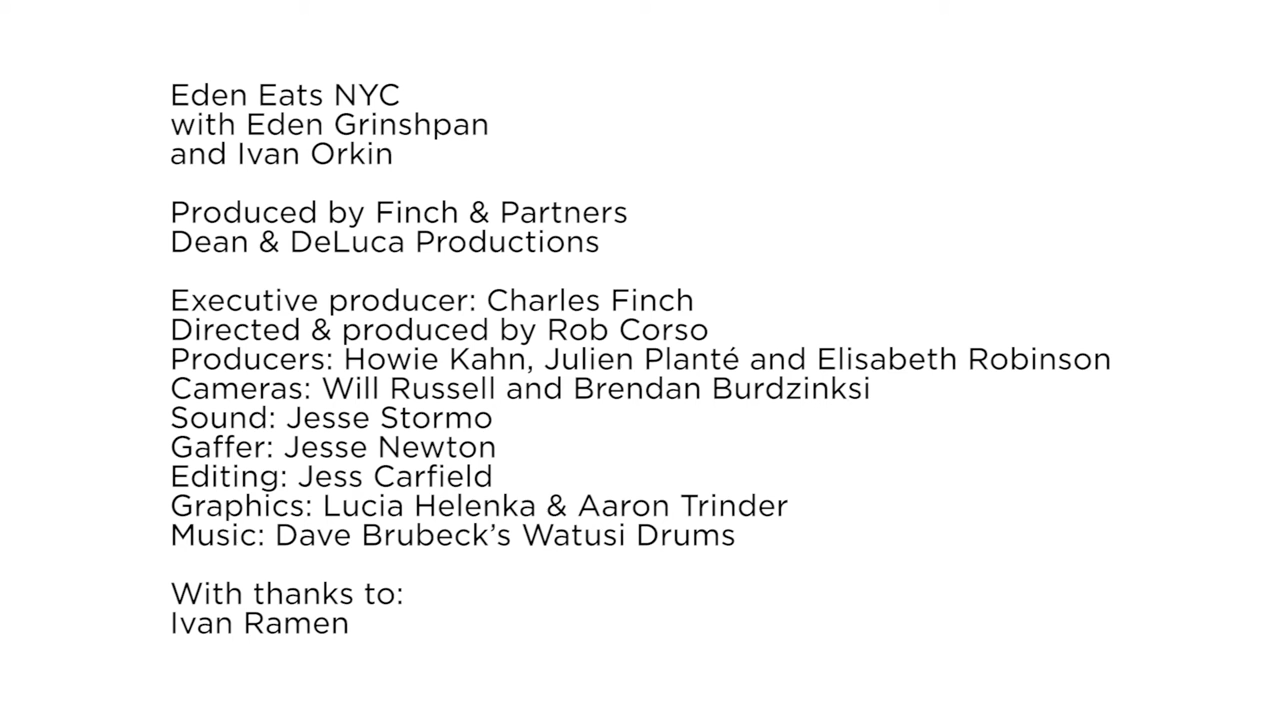 Eden Eats NYC
with Eden Grinshpan
and Ivan Orkin
Produced by Finch & Partners
Dean & DeLuca Productions
Executive producer: Charles Finch
Directed & produced by Rob Corso
Producers: Howie Kahn, Julien Planté and Elisabeth Robinson
Cameras: Will Russell and Brendan Burdzinksi
Sound: Jesse Stormo
Gaffer: Jesse Newton
Editing: Jess Carfield
Graphics: Lucia Helenka & Aaron Trinder
Music: Dave Brubeck’s Watusi Drums
With thanks to:
Ivan Ramen